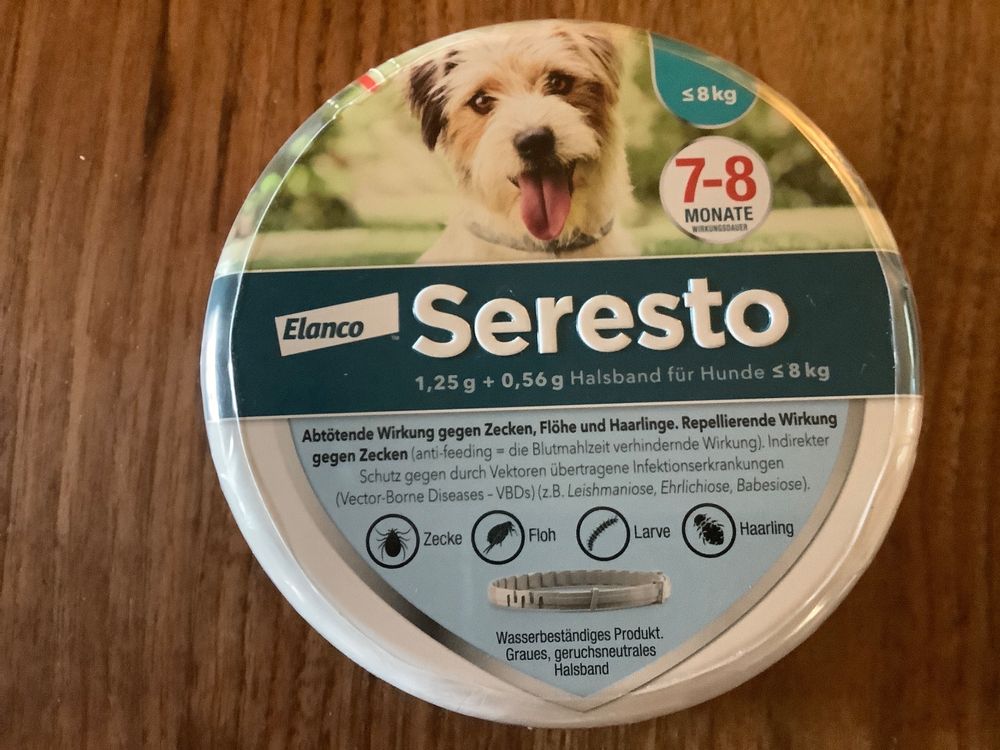 ≤8kg
7-8
MONATE
WIRKUNGSDAUER
Elanco™
Seresto
1,25 g + 0,56 g Halsband für Hunde ≤ 8 kg
Abtötende Wirkung gegen Zecken, Flöhe und Haarlinge. Repellierende Wirkung
gegen Zecken (anti-feeding = die Blutmahlzeit verhindernde Wirkung). Indirekter
Schutz gegen durch Vektoren übertragene Infektionserkrankungen
(Vector-Borne Diseases - VBDs) (z.B. Leishmaniose, Ehrlichiose, Babesiose).
Zecke Floh Larve Haarling
Wasserbeständiges Produkt.
Graues, geruchsneutrales
Halsband